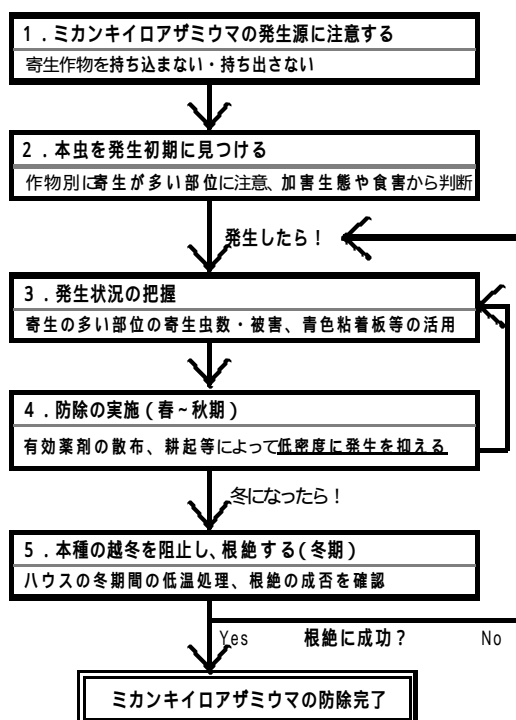 1．ミカンキイロアザミウマの発生源に注意する
寄生作物を持ち込まない・持ち出さない
2．本虫を発生初期に見つける
作物別に寄生が多い部位に注意、加害生態や食害から判断
発生したら！
3．発生状況の把握
寄生の多い部位の寄生虫数・被害、青色粘着板等の活用
4．防除の実施(春~秋期)
有効薬剤の散布、耕起等によって低密度に発生を抑える
冬になったら！
5．本種の越冬を阻止し、根絶する(冬期)
ハウスの冬期間の低温処理、根絶の成否を確認
Yes 根絶に成功？ No
ミカンキイロアザミウマの防除完了